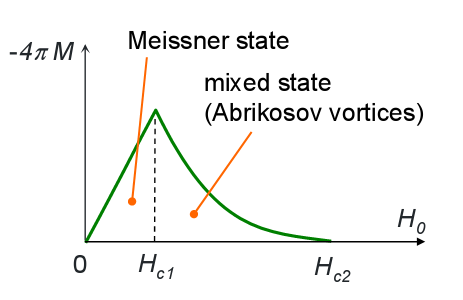 Meissner state
-4π M
mixed state
(Abrikosov vortices)
H0
0
Hc1
Hc2